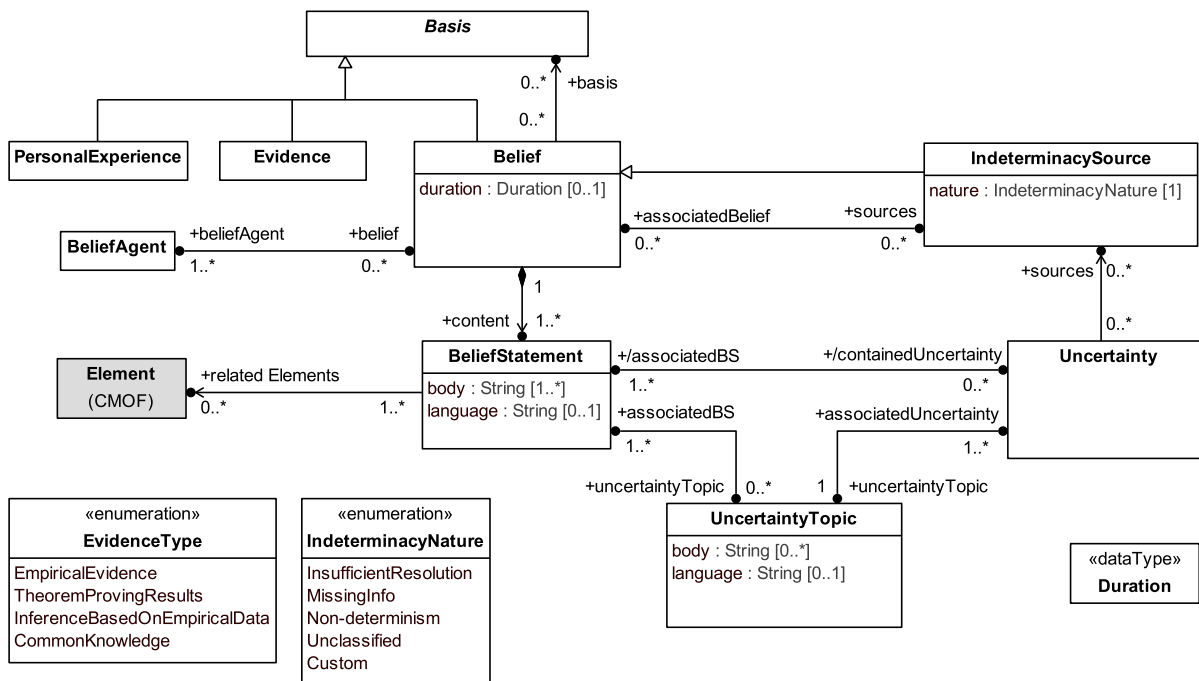 Basis
0..*
+basis
0..*
PersonalExperience
Evidence
Belief
duration : Duration [0..1]
IndeterminacySource
nature : IndeterminacyNature [1]
+associatedBelief
+sources
0..*
0..*
BeliefAgent
+beliefAgent
+belief
1..*
0..*
1
+content
1..*
+sources
0..*
0..*
Element
(CMOF)
+related Elements
0..*
1..*
BeliefStatement
body : String [1..*]
language : String [0..1]
+/associatedBS
+/containedUncertainty
1..*
0..*
Uncertainty
+associatedBS
+associatedUncertainty
1..*
1..*
+uncertaintyTopic
0..*
1
+uncertaintyTopic
UncertaintyTopic
body : String [0..*]
language : String [0..1]
«enumeration»
EvidenceType
EmpiricalEvidence
TheoremProvingResults
InferenceBasedOnEmpiricalData
CommonKnowledge
«enumeration»
IndeterminacyNature
InsufficientResolution
MissingInfo
Non-determinism
Unclassified
Custom
«dataType»
Duration